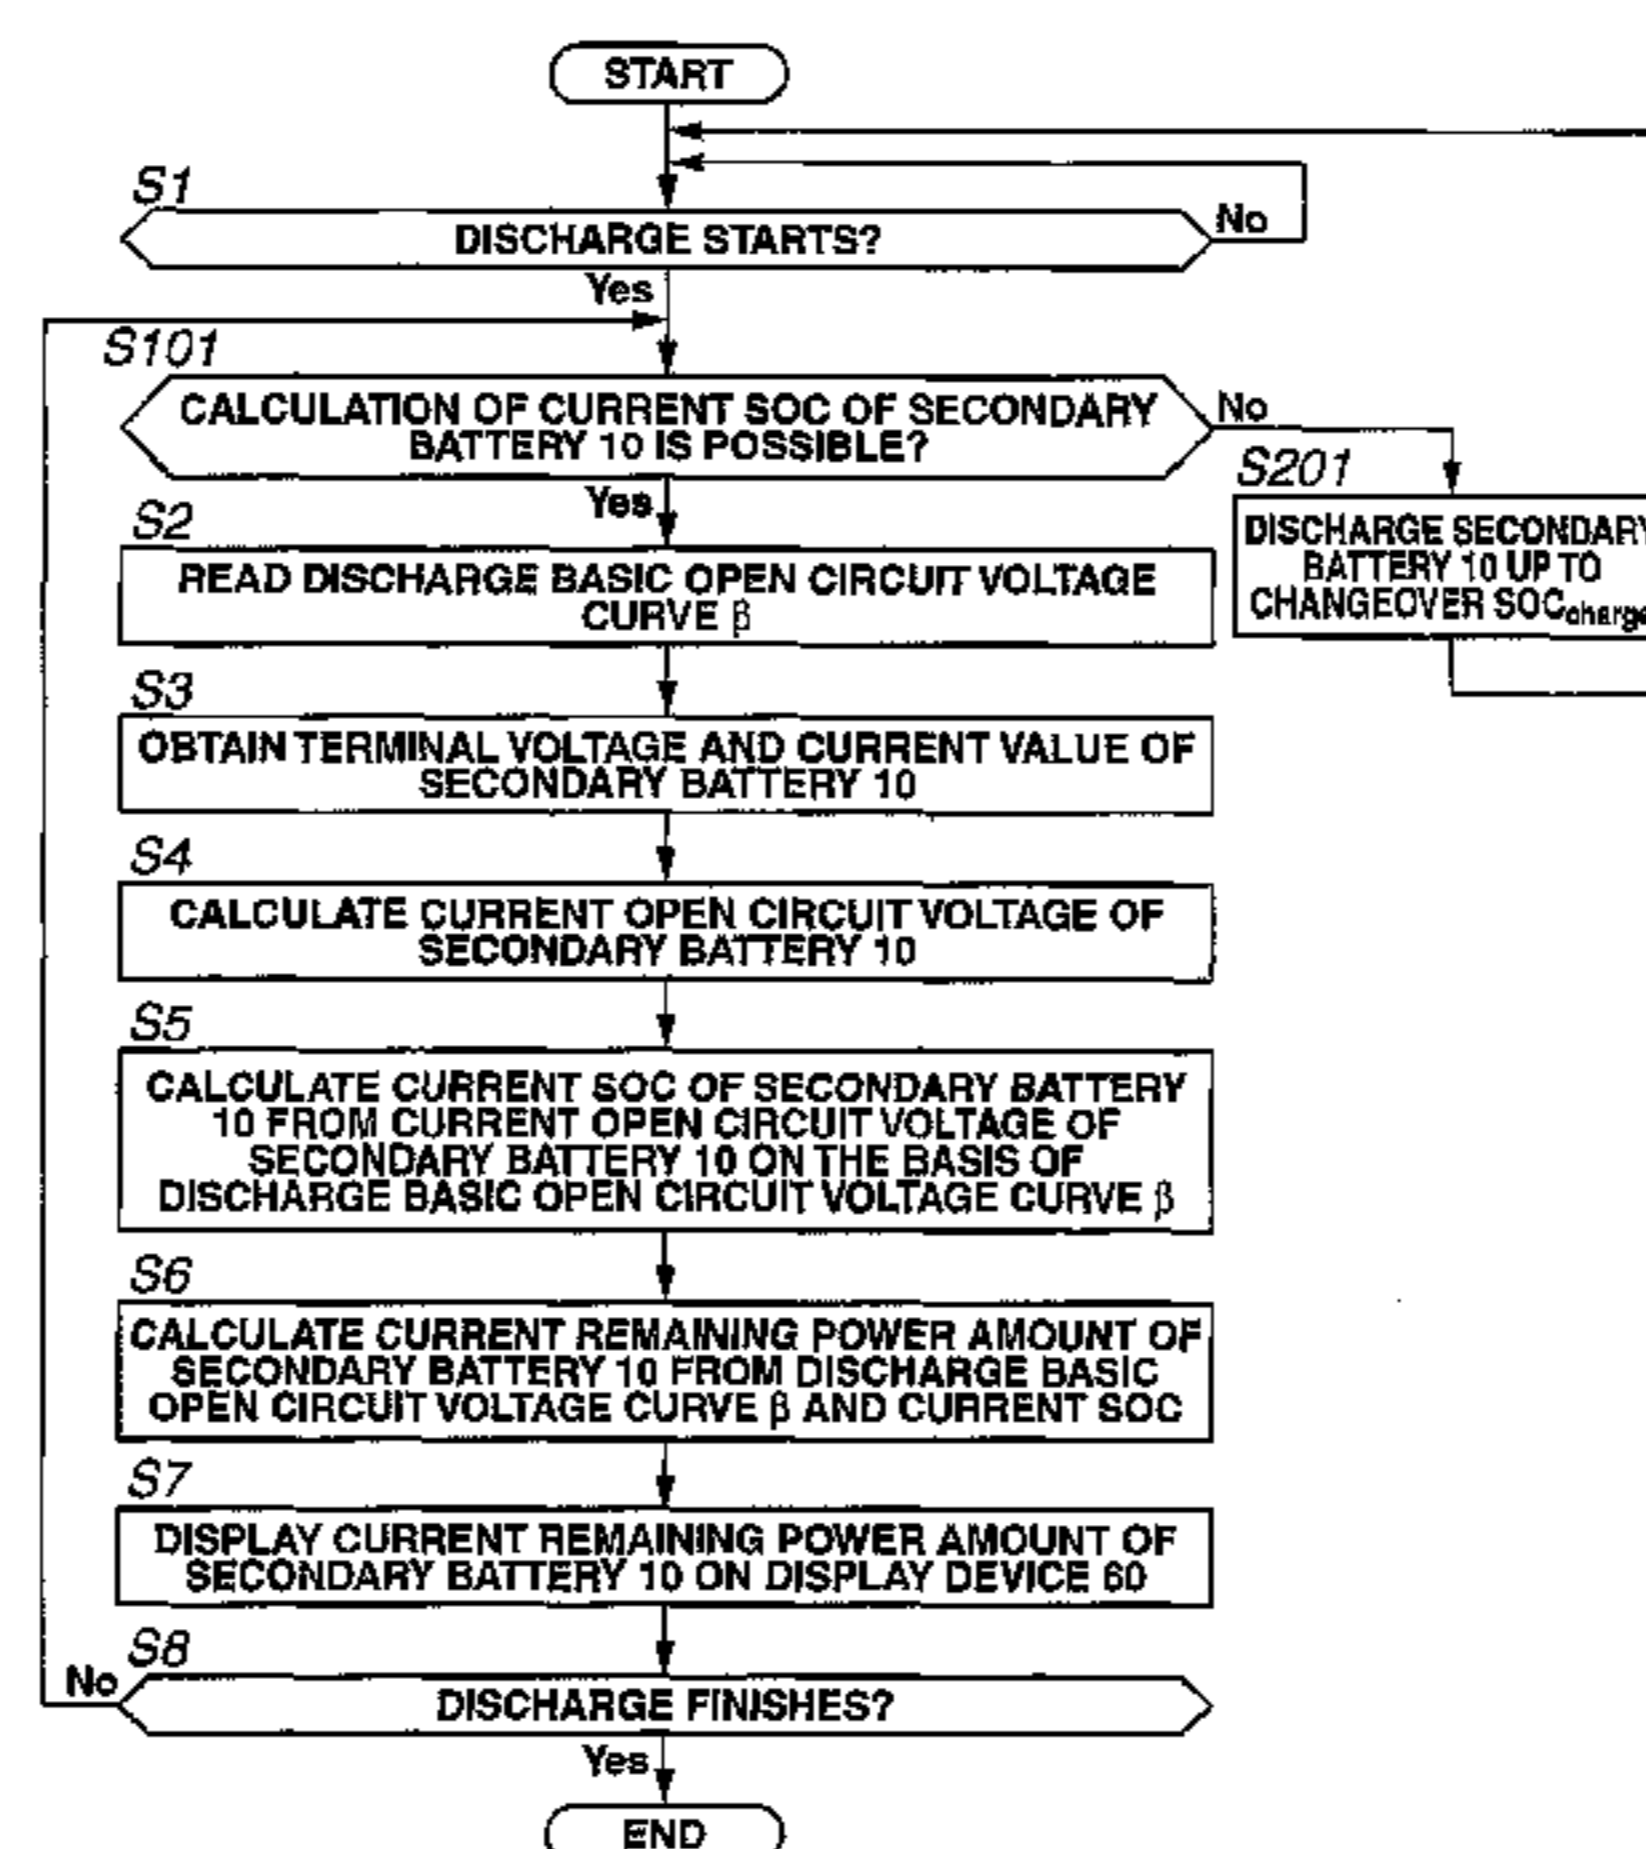 START
S1
DISCHARGE STARTS?
No
Yes
S101
CALCULATION OF CURRENT SOC OF SECONDARY
BATTERY 10 IS POSSIBLE?
No
Yes
S201
DISCHARGE SECONDARY
BATTERY 10 UP TO
CHANGEOVER SOCcharge
S2
READ DISCHARGE BASIC OPEN CIRCUIT VOLTAGE
CURVE β
S3
OBTAIN TERMINAL VOLTAGE AND CURRENT VALUE OF
SECONDARY BATTERY 10
S4
CALCULATE CURRENT OPEN CIRCUIT VOLTAGE OF
SECONDARY BATTERY 10
S5
CALCULATE CURRENT SOC OF SECONDARY BATTERY
10 FROM CURRENT OPEN CIRCUIT VOLTAGE OF
SECONDARY BATTERY 10 ON THE BASIS OF
DISCHARGE BASIC OPEN CIRCUIT VOLTAGE CURVE β
S6
CALCULATE CURRENT REMAINING POWER AMOUNT OF
SECONDARY BATTERY 10 FROM DISCHARGE BASIC
OPEN CIRCUIT VOLTAGE CURVE β AND CURRENT SOC
S7
DISPLAY CURRENT REMAINING POWER AMOUNT OF
SECONDARY BATTERY 10 ON DISPLAY DEVICE 60
S8
No
DISCHARGE FINISHES?
Yes
END